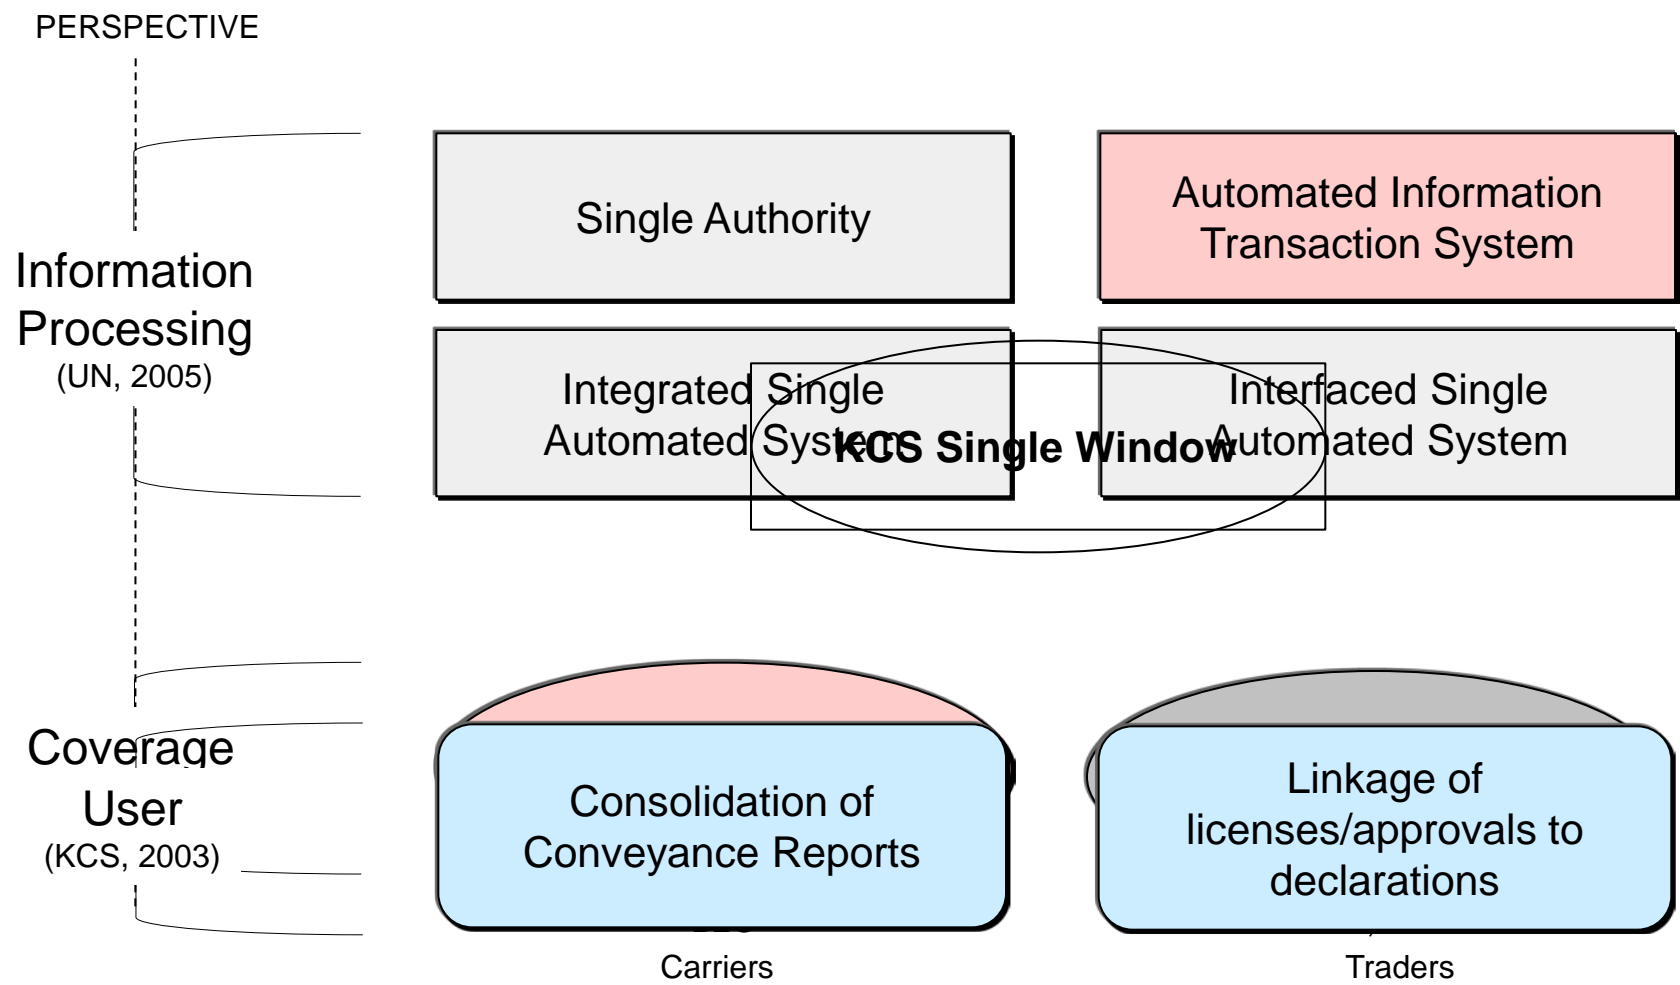 PERSPECTIVE
Single Authority
Automated Information
Transaction System
Information
Processing
(UN, 2005)
Integrated Single
Automated System
Interfaced Single
Automated System
KCS Single Window
Coverage
User
(KCS, 2003)
Consolidation of
Conveyance Reports
Linkage of
licenses/approvals to
declarations
Carriers
Traders